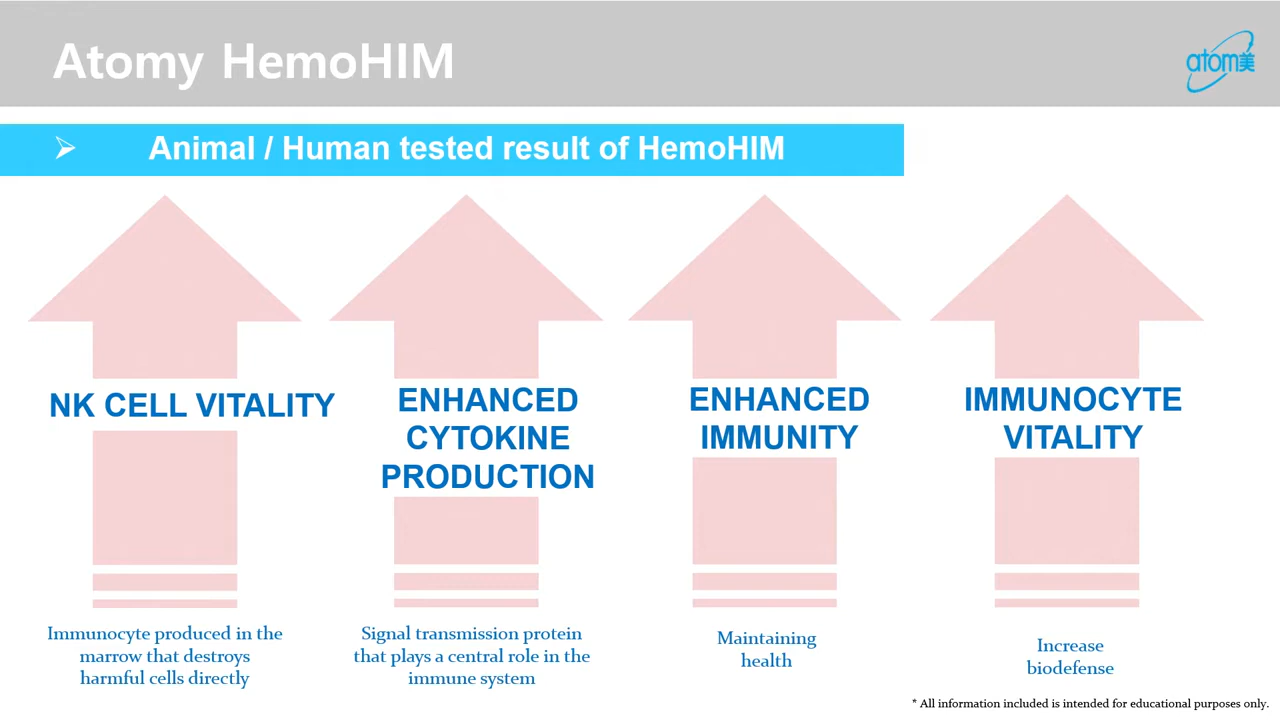 Atomy HemoHIM
atom美
Animal / Human tested result of HemoHIM
NK CELL VITALITY
Immunocyte produced in the
marrow that destroys
harmful cells directly
ENHANCED
CYTOKINE
PRODUCTION
Signal transmission protein
that plays a central role in the
immune system
ENHANCED
IMMUNITY
Maintaining
health
IMMUNOCYTE
VITALITY
Increase
biodefense
* All information included is intended for educational purposes only.